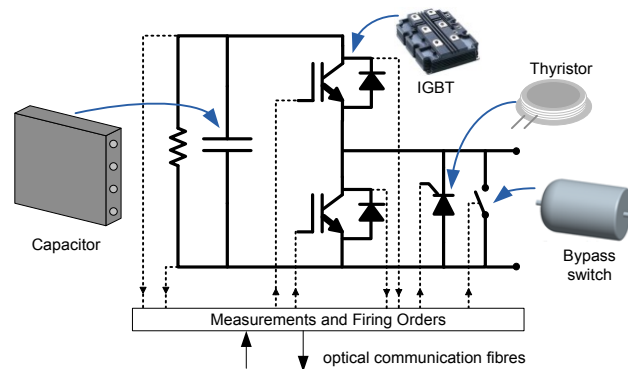 IGBT
Thyristor
Capacitor
Bypass
switch
Measurements and Firing Orders
optical communication fibres